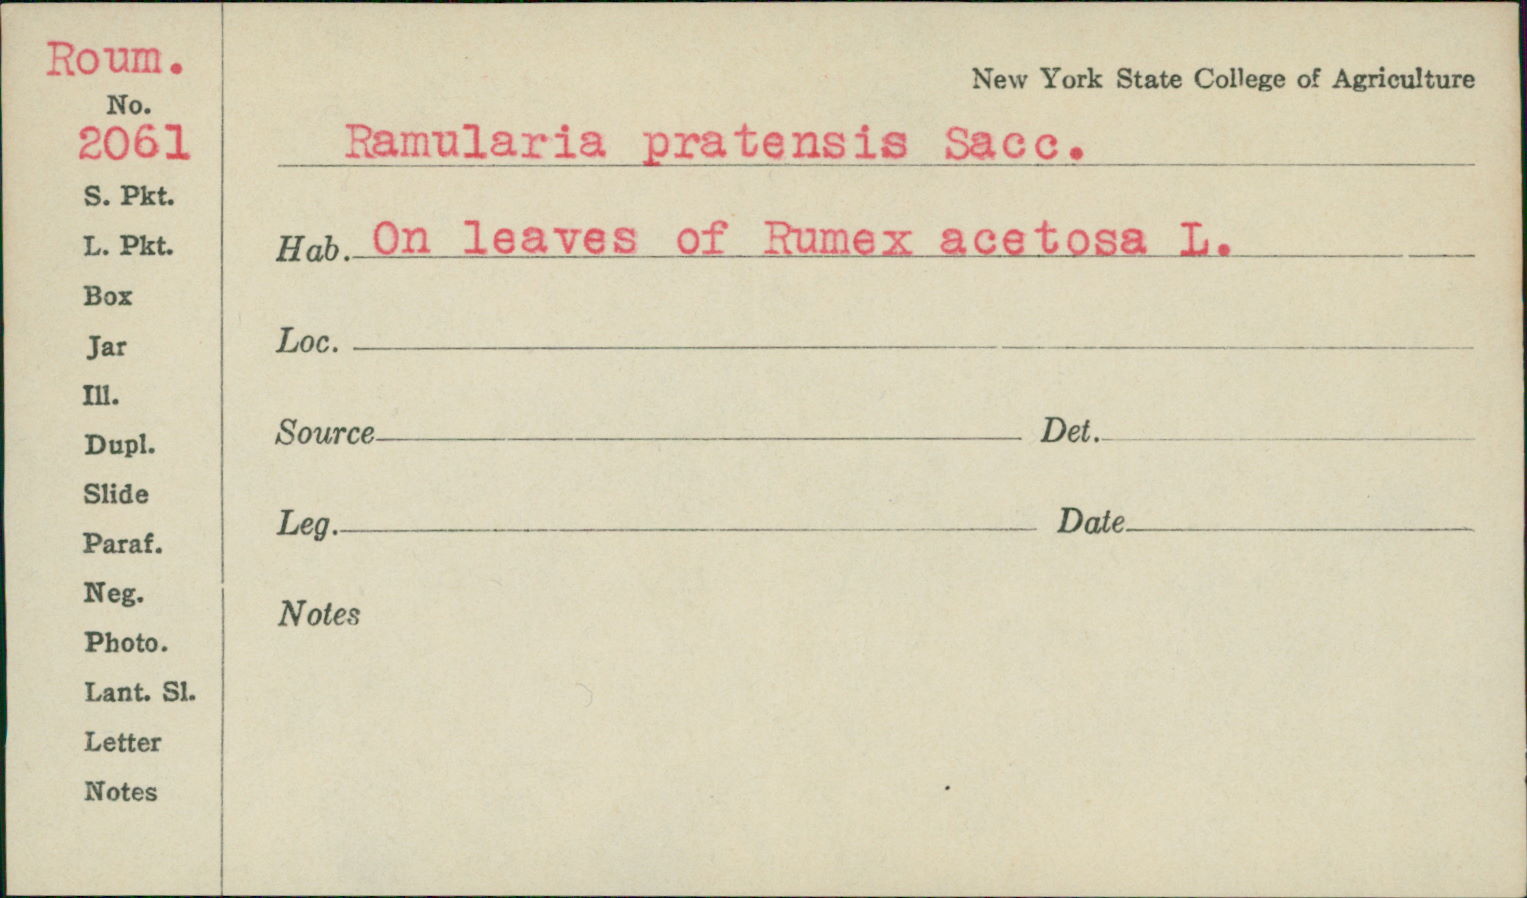 Roum.
No.
2061
S. Pkt.
L. Pkt.
Box
Jar
Ill.
Dupl.
Slide
Paraf.
Neg.
Photo.
Lant. Sl.
Letter
Notes
New York State College of Agriculture
Ramularia pratensis Sacc.
Hab. On leaves of Rumex acetosa L.
Loc.
Source Det.
Leg. Date
Notes